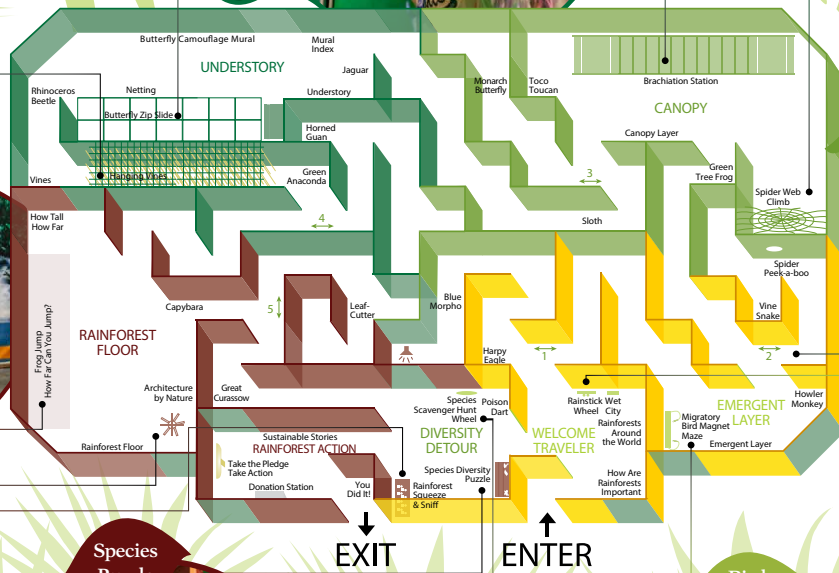 Butterfly Camouflage Mural
Mural
Index
UNDERSTORY
Jaguar
Rhinoceros
Beetle
Netting
Understory
Butterfly Zip Slide
Horned
Guan
Hanging Vines
Green
Anaconda
Vines
How Tall
How Far
4
Monarch
Butterfly
Toco
Toucan
Brachiation Station
CANOPY
Canopy Layer
Green
Tree Frog
3
Spider Web
Climb
Sloth
Spider
Peek-a-boo
Capybara
5
Leaf-
Cutter
Blue
Morpho
Vine
Snake
RAINFOREST
FLOOR
Frog Jump
How Far Can You Jump?
Harpy
Eagle
1
2
Architecture
by Nature
Great
Curassow
Species
Scavenger Hunt
Wheel
Poison
Dart
Rainstick
Wheel
Wet
City
Howler
Monkey
Rainforest Floor
Sustainable Stories
RAINFOREST ACTION
DIVERSITY
DETOUR
WELCOME
TRAVELER
Rainforests
Around
the World
Migratory
Bird Magnet
Maze
EMERGENT
LAYER
Emergent Layer
Take the Pledge
Take Action
Donation Station
You
Did It!
Rainforest
Squeeze
& Sniff
Species Diversity
Puzzle
How Are
Rainforests
Important
EXIT
ENTER
Species